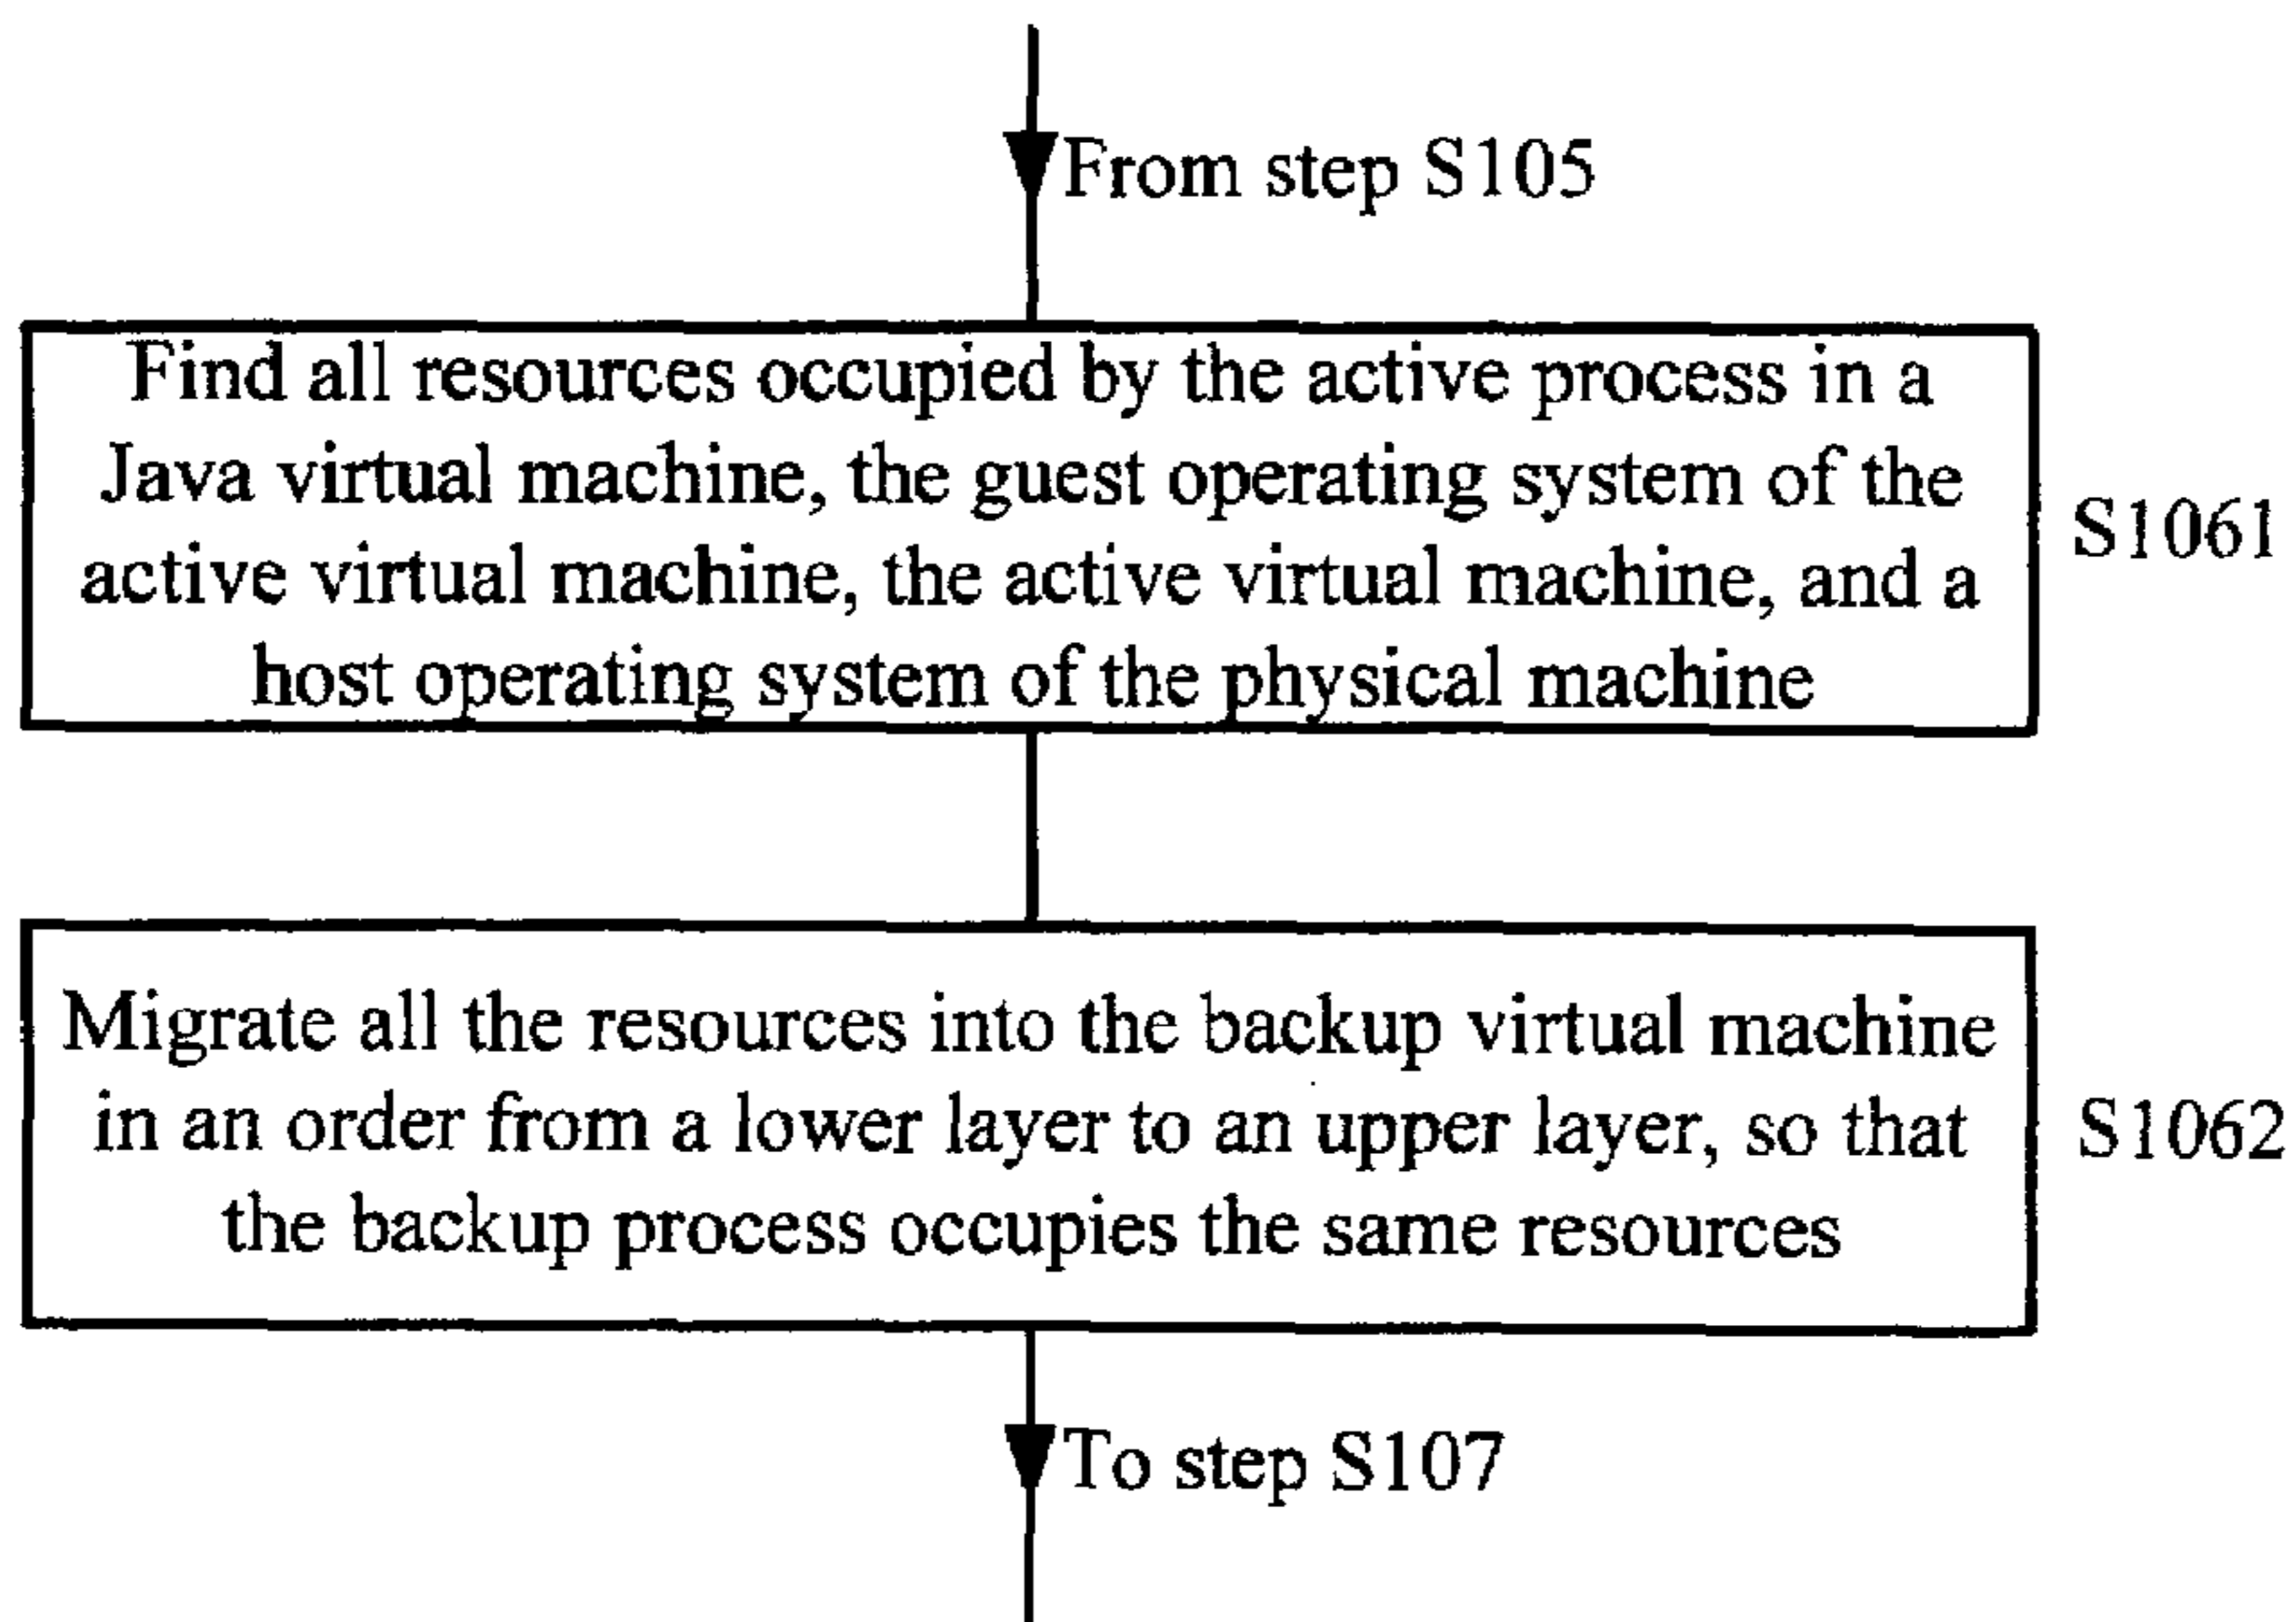 From step S105
Find all resources occupied by the active process in a
Java virtual machine, the guest operating system of the
active virtual machine, the active virtual machine, and a
host operating system of the physical machine
S1061
Migrate all the resources into the backup virtual machine
in an order from a lower layer to an upper layer, so that
the backup process occupies the same resources
S1062
To step S107